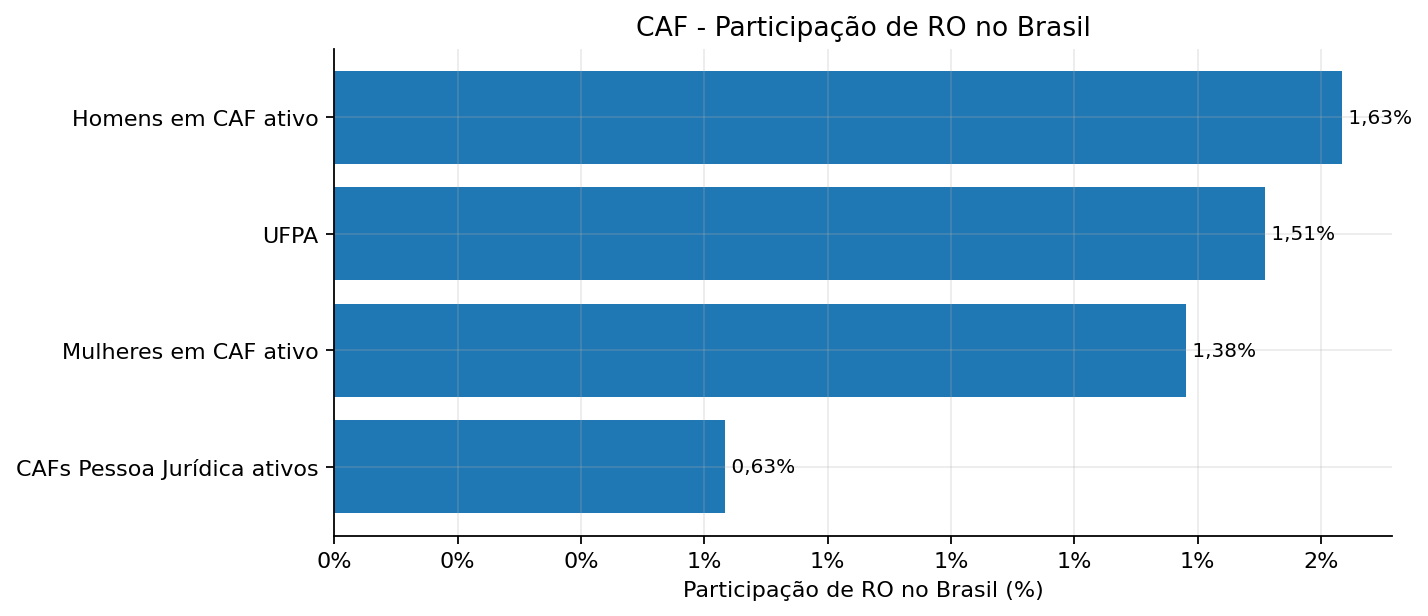 CAF - Participação de RO no Brasil
Homens em CAF ativo
1,63%
UFPA
1,51%
Mulheres em CAF ativo
1,38%
CAFs Pessoa Jurídica ativos
0,63%
0% 0% 0% 1% 1% 1% 1% 1% 2%
Participação de RO no Brasil (%)